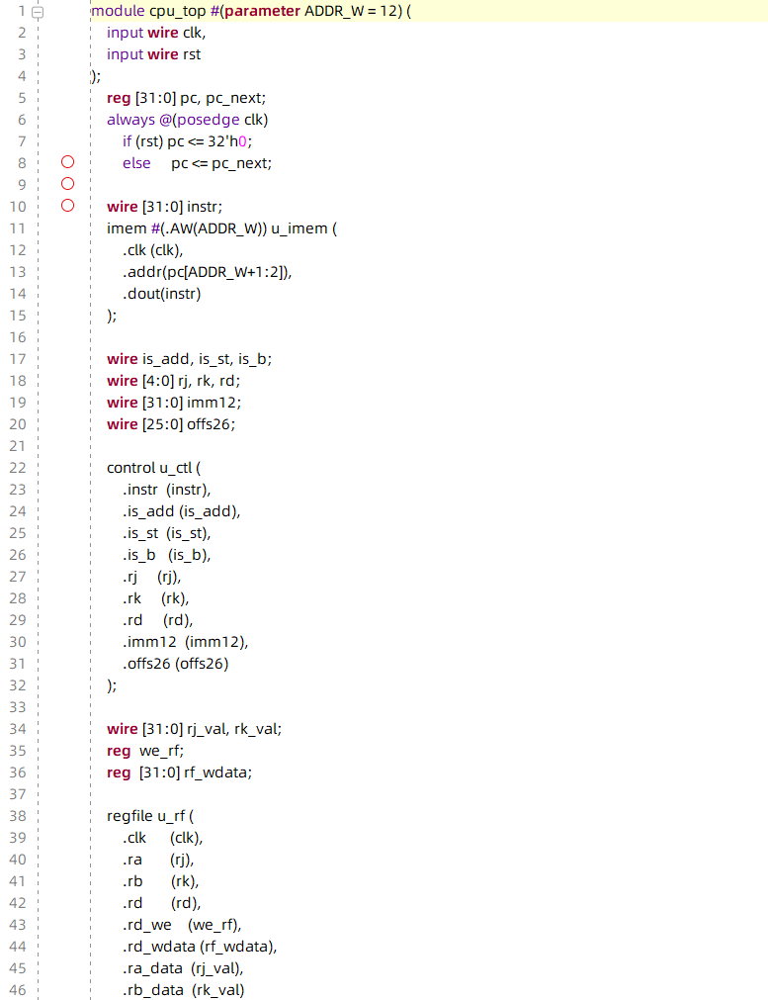 1 module cpu_top #(parameter ADDR_W = 12) (
2 input wire clk,
3 input wire rst
4 );
5 reg [31:0] pc, pc_next;
6 always @(posedge clk)
7 if (rst) pc <= 32'h0;
8 else pc <= pc_next;
9
10 wire [31:0] instr;
11 imem #(.AW(ADDR_W)) u_imem (
12 .clk (clk),
13 .addr(pc[ADDR_W+1:2]),
14 .dout(instr)
15 );
16
17 wire is_add, is_st, is_b;
18 wire [4:0] rj, rk, rd;
19 wire [31:0] imm12;
20 wire [25:0] offs26;
21
22 control u_ctl (
23 .instr (instr),
24 .is_add (is_add),
25 .is_st (is_st),
26 .is_b (is_b),
27 .rj (rj),
28 .rk (rk),
29 .rd (rd),
30 .imm12 (imm12),
31 .offs26 (offs26)
32 );
33
34 wire [31:0] rj_val, rk_val;
35 reg we_rf;
36 reg [31:0] rf_wdata;
37
38 regfile u_rf (
39 .clk (clk),
40 .ra (rj),
41 .rb (rk),
42 .rd (rd),
43 .rd_we (we_rf),
44 .rd_wdata (rf_wdata),
45 .ra_data (rj_val),
46 .rb_data (rk_val)